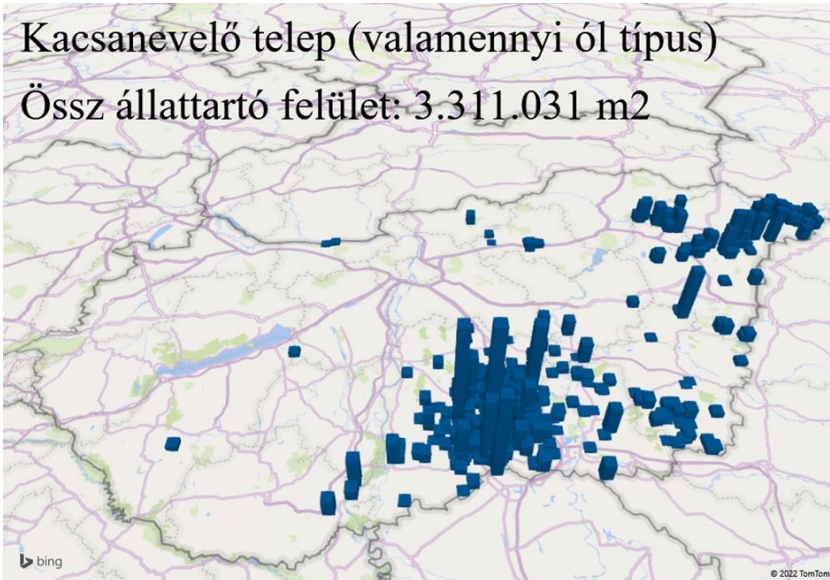 Kacsanevelő telep (valamennyi ól típus)
Össz állattartó felület: 3.311.031 m2
bing
© 2022 TomTom